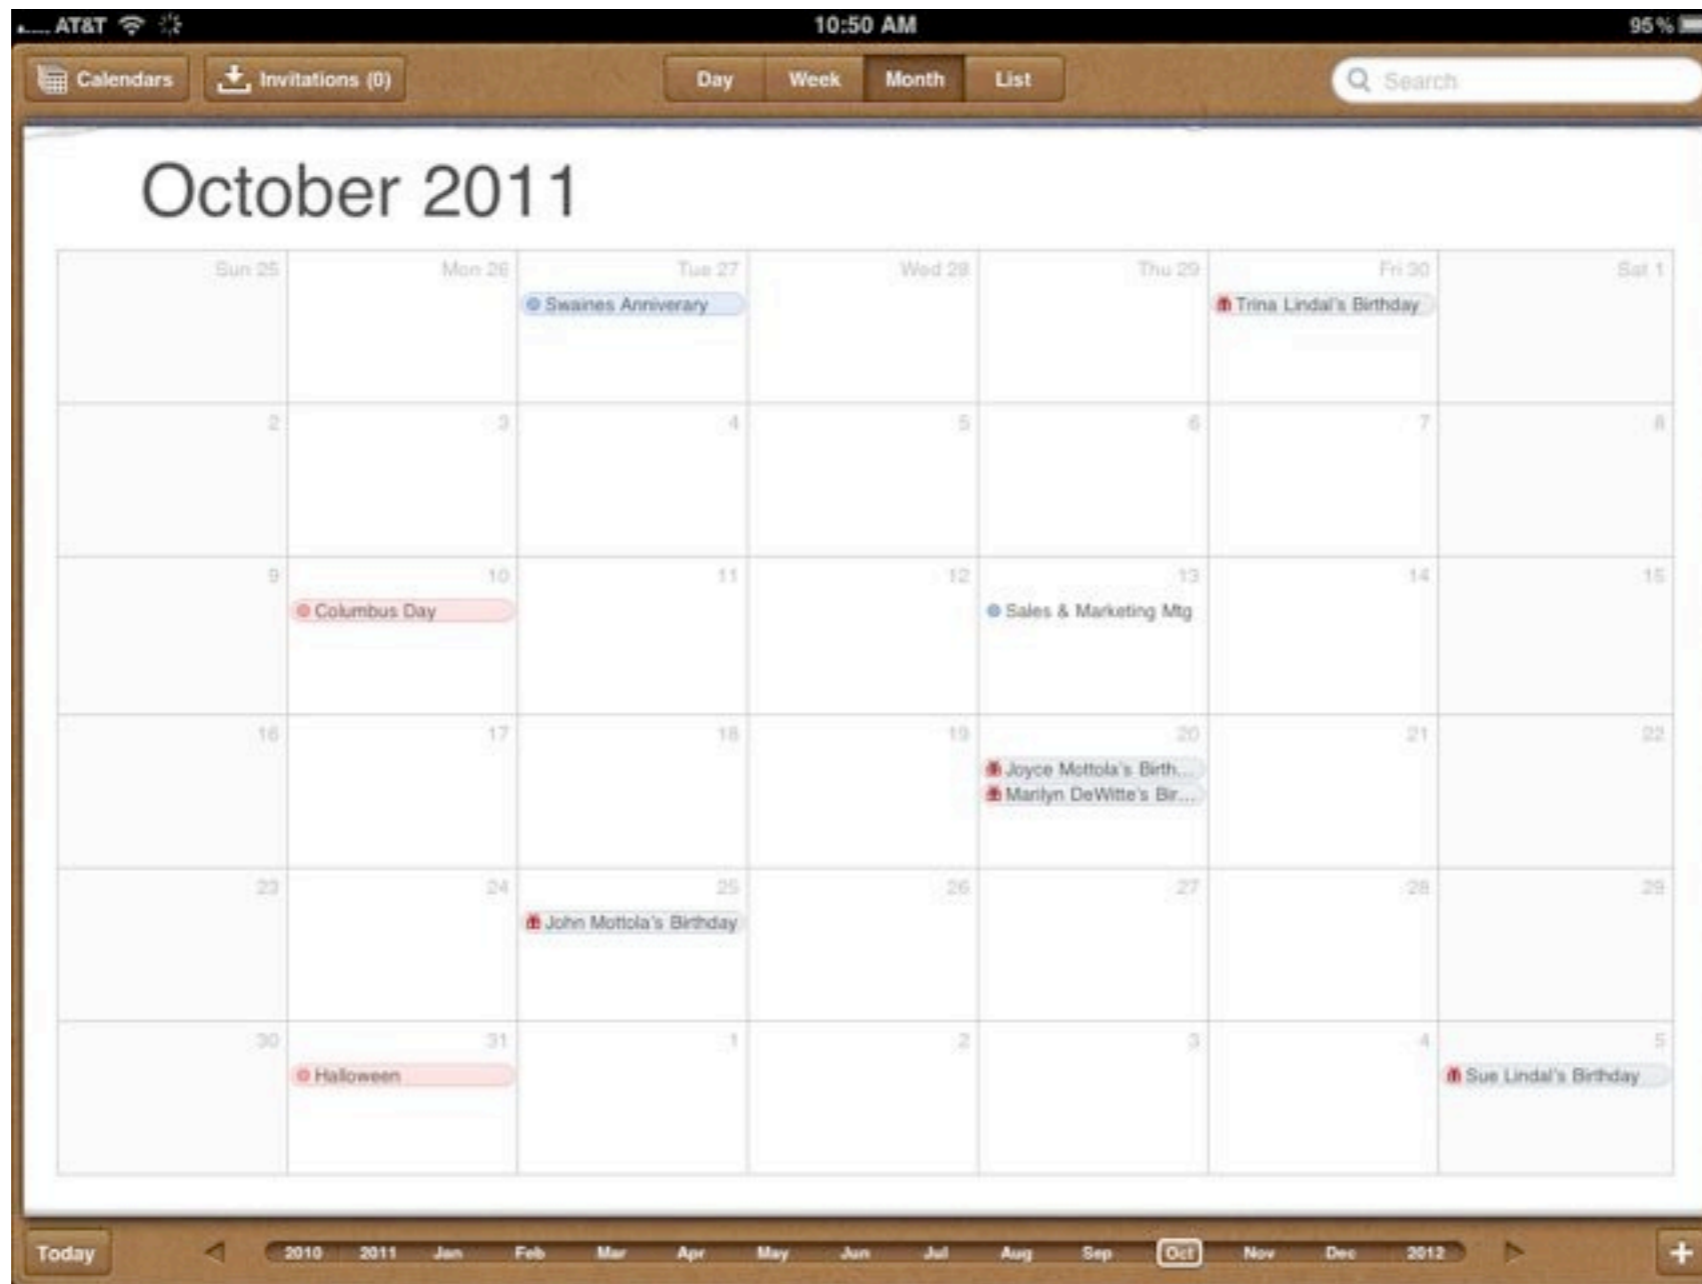 AT&T 10:50 AM 95%
Calendars Invitations (0) Day Week Month List Search
October 2011
Sun 25 Mon 26 Tue 27 Wed 28 Thu 29 Fri 30 Sat 1
Swaines Anniverary Trina Lindal's Birthday
2 3 4 5 6 7 8
9 10 11 12 13 14 15
Columbus Day Sales & Marketing Mtg
16 17 18 19 20 21 22
Joyce Mottola's Birth...
Marilyn DeWitte's Bir...
23 24 25 26 27 28 29
John Mottola's Birthday
30 31 1 2 3 4 5
Halloween Sue Lindal's Birthday
Today 2010 2011 Jan Feb Mar Apr May Jun Jul Aug Sep Oct Nov Dec 2012 +